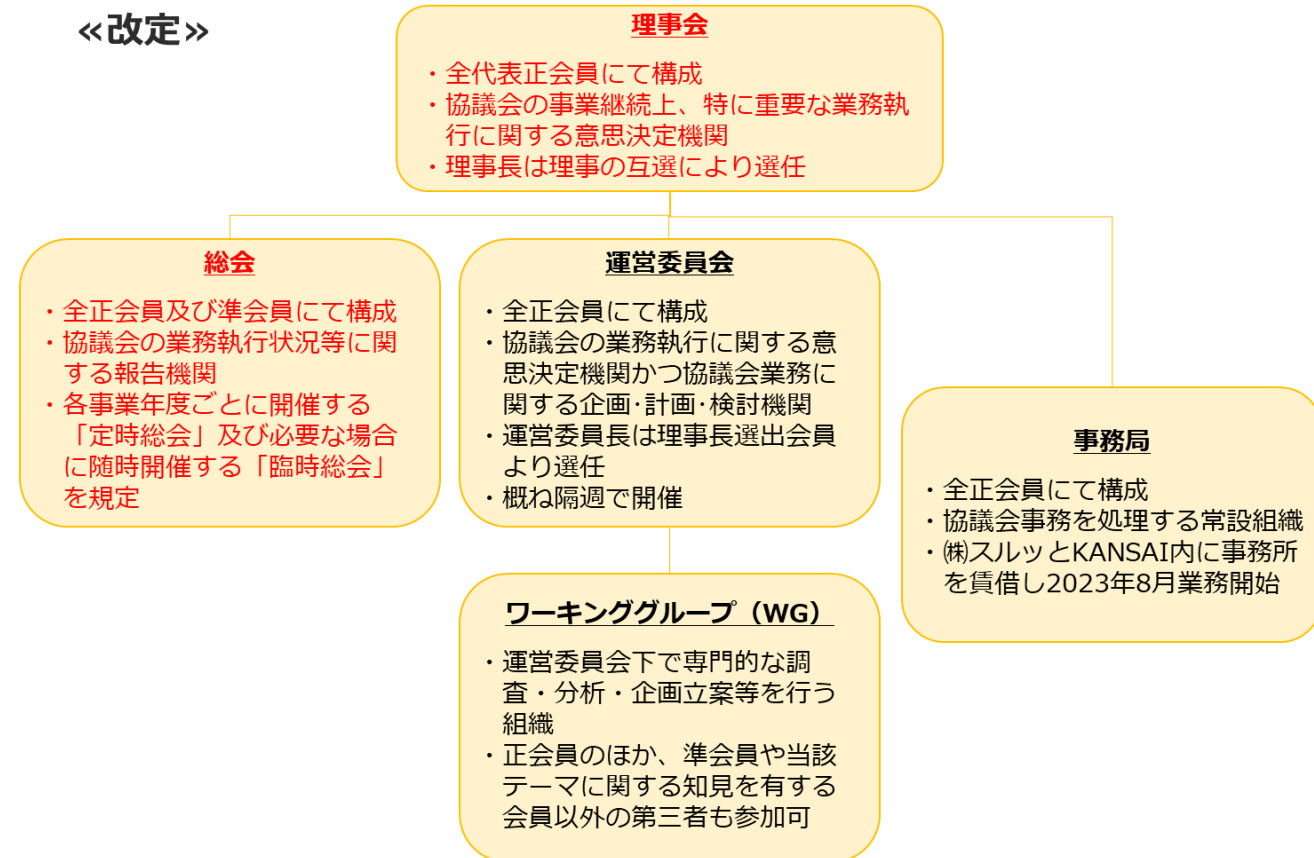 ≪改定≫
理事会
・全代表正会員にて構成
・協議会の事業継続上、特に重要な業務執
行に関する意思決定機関
・理事長は理事の互選により選任
総会
・全正会員及び準会員にて構成
・協議会の業務執行状況等に関
する報告機関
・各事業年度ごとに開催する
「定時総会」及び必要な場合
に随時開催する「臨時総会」
を規定
運営委員会
・全正会員にて構成
・協議会の業務執行に関する意
思決定機関かつ協議会業務に
関する企画･計画･検討機関
・運営委員長は理事長選出会員
より選任
・概ね隔週で開催
事務局
・全正会員にて構成
・協議会事務を処理する常設組織
・㈱スルッとKANSAI内に事務所
を賃借し2023年8月業務開始
ワーキンググループ（WG）
・運営委員会下で専門的な調
査・分析・企画立案等を行う
組織
・正会員のほか、準会員や当該
テーマに関する知見を有する
会員以外の第三者も参加可